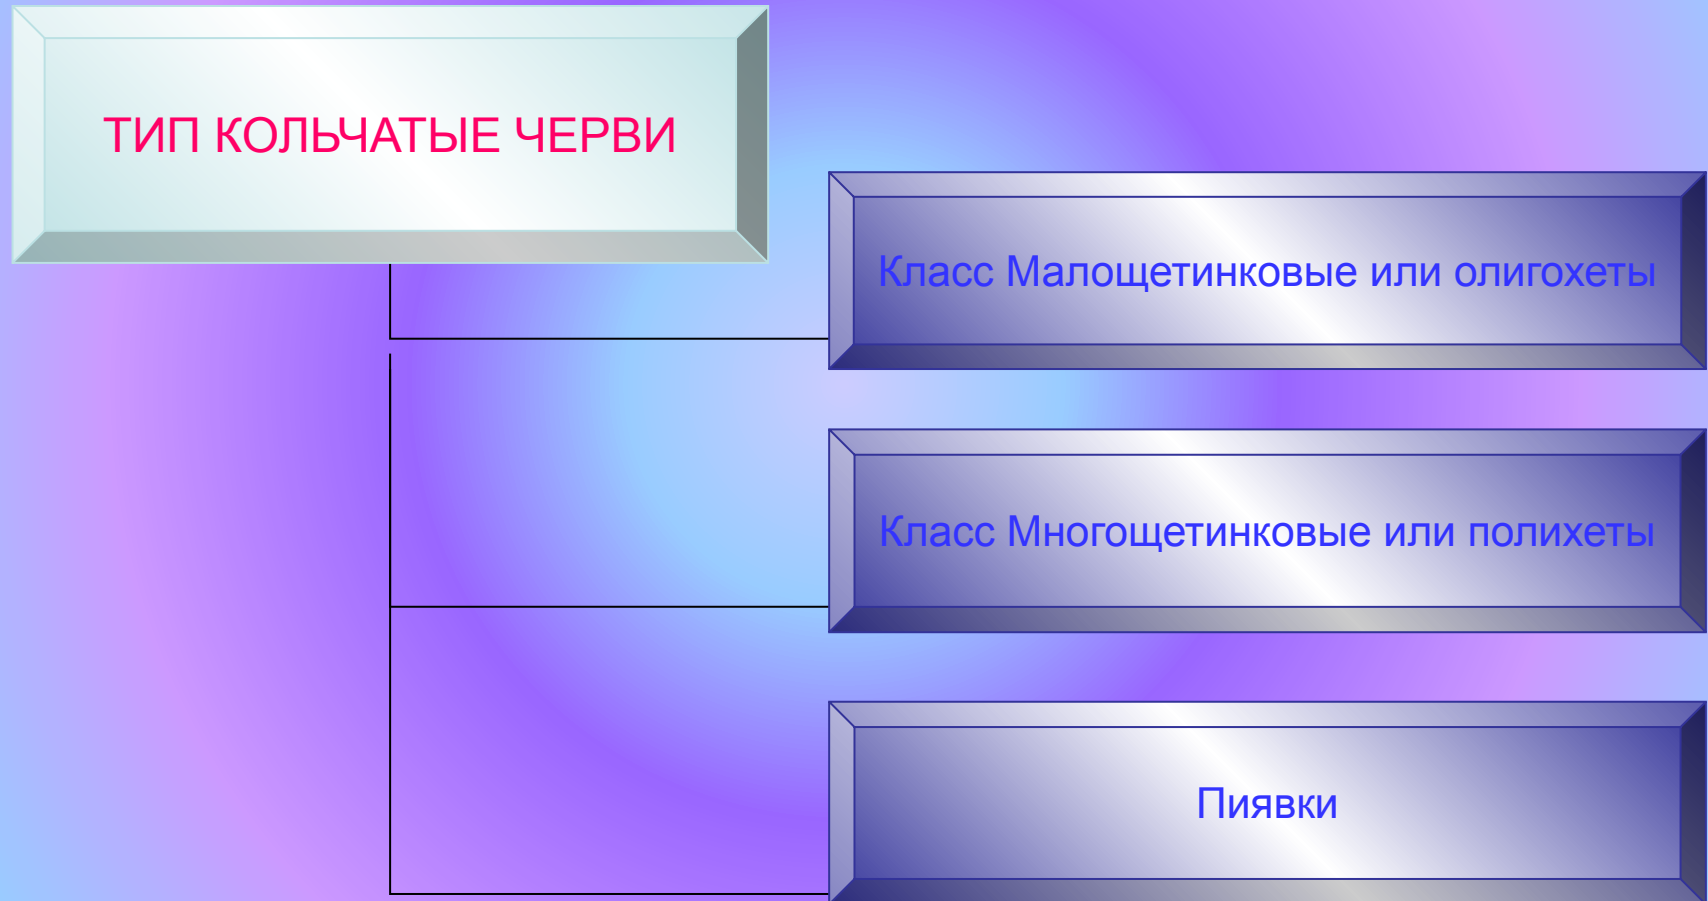 ТИП КОЛЬЧАТЫЕ ЧЕРВИ
Класс Малощетинковые или олигохеты
Класс Многощетинковые или полихеты
Пиявки